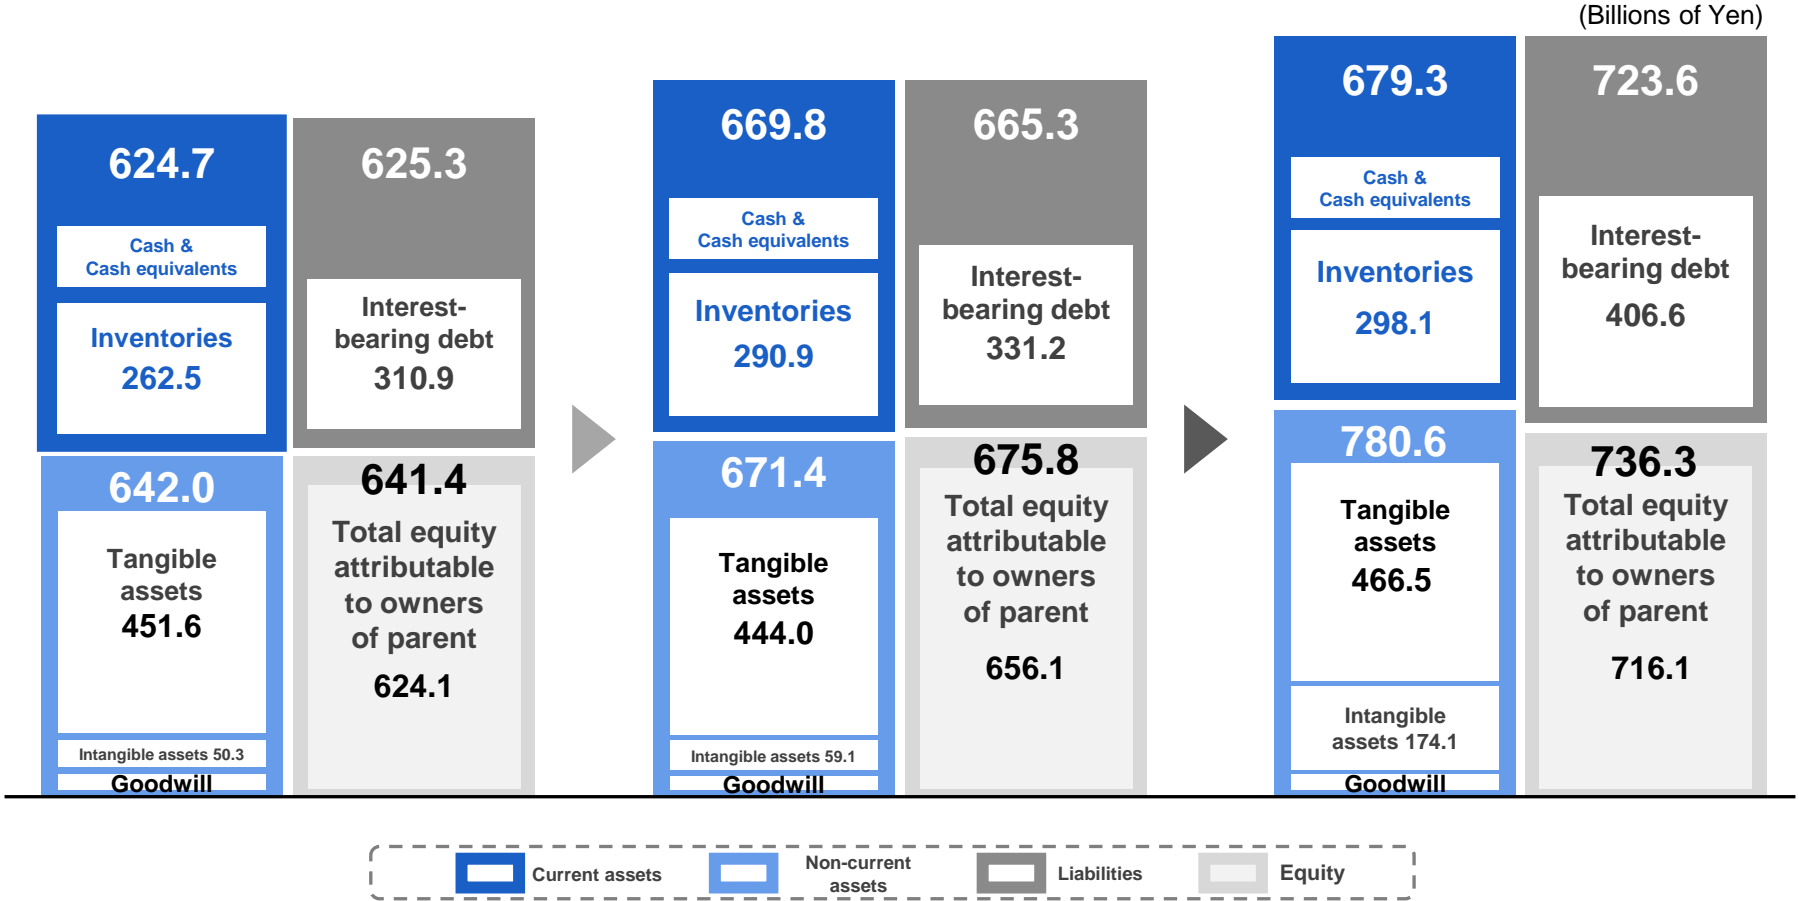 (Billions of Yen)
624.7
Cash &
Cash equivalents
Inventories
262.5
642.0
Tangible
assets
451.6
Intangible assets 50.3
Goodwill
625.3
Interest-
bearing debt
310.9
641.4
Total equity
attributable
to owners
of parent
624.1
669.8
Cash &
Cash equivalents
Inventories
290.9
671.4
Tangible
assets
444.0
Intangible assets 59.1
Goodwill
665.3
Interest-
bearing debt
331.2
675.8
Total equity
attributable
to owners
of parent
656.1
679.3
Cash &
Cash equivalents
Inventories
298.1
780.6
Tangible
assets
466.5
Intangible
assets 174.1
Goodwill
723.6
Interest-
bearing debt
406.6
736.3
Total equity
attributable
to owners
of parent
716.1
Current assets
Non-current
assets
Liabilities
Equity